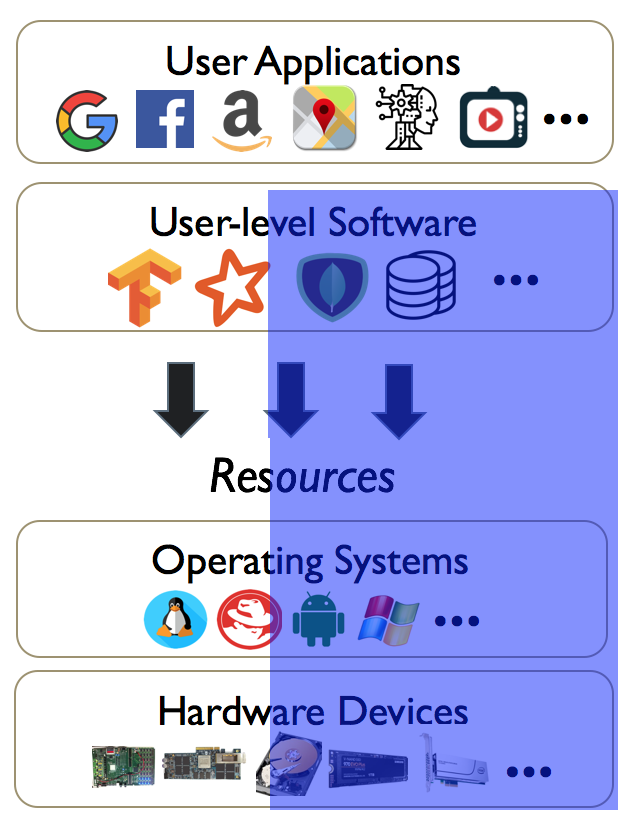 User Applications
User-level Software
Resources
Operating Systems
Hardware Devices